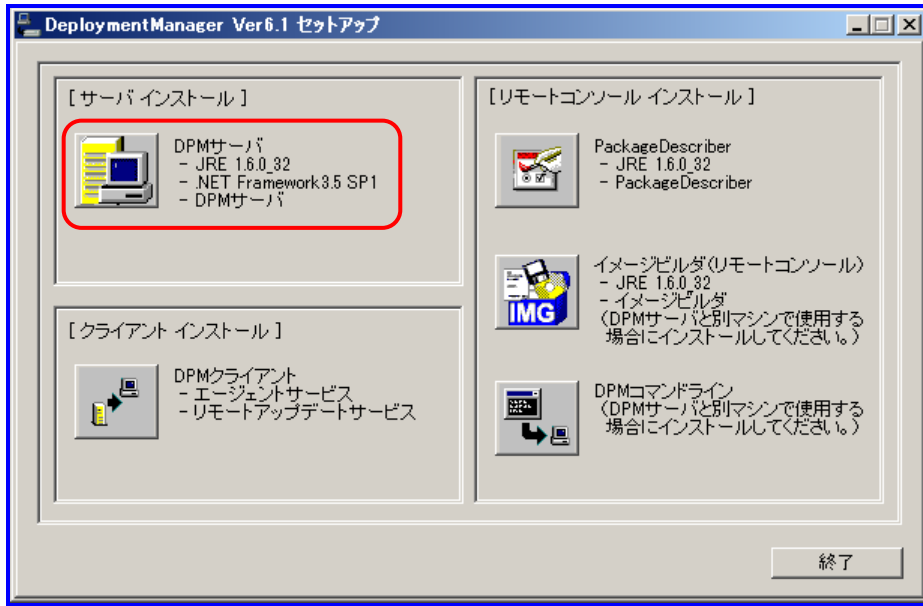 DeploymentManager Ver6.1 セットアップ
[ サーバ インストール ]
DPMサーバ
- JRE 1.6.0_32
- .NET Framework3.5 SP1
- DPMサーバ
[ クライアント インストール ]
DPMクライアント
- エージェントサービス
- リモートアップデートサービス
[ リモートコンソール インストール ]
PackageDescriber
- JRE 1.6.0_32
- PackageDescriber
イメージビルダ(リモートコンソール)
- JRE 1.6.0_32
- イメージビルダ
(DPMサーバと別マシンで使用する
場合にインストールしてください。)
IMG
DPMコマンドライン
(DPMサーバと別マシンで使用する
場合にインストールしてください。)
終了